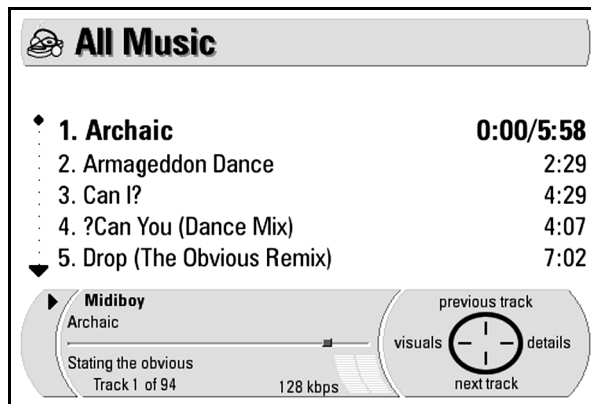 All Music
1. Archaic 0:00/5:58
2. Armageddon Dance 2:29
3. Can I? 4:29
4. ?Can You (Dance Mix) 4:07
5. Drop (The Obvious Remix) 7:02
Midiboy
Archaic
Stating the obvious
Track 1 of 94 128 kbps
previous track
visuals details
next track